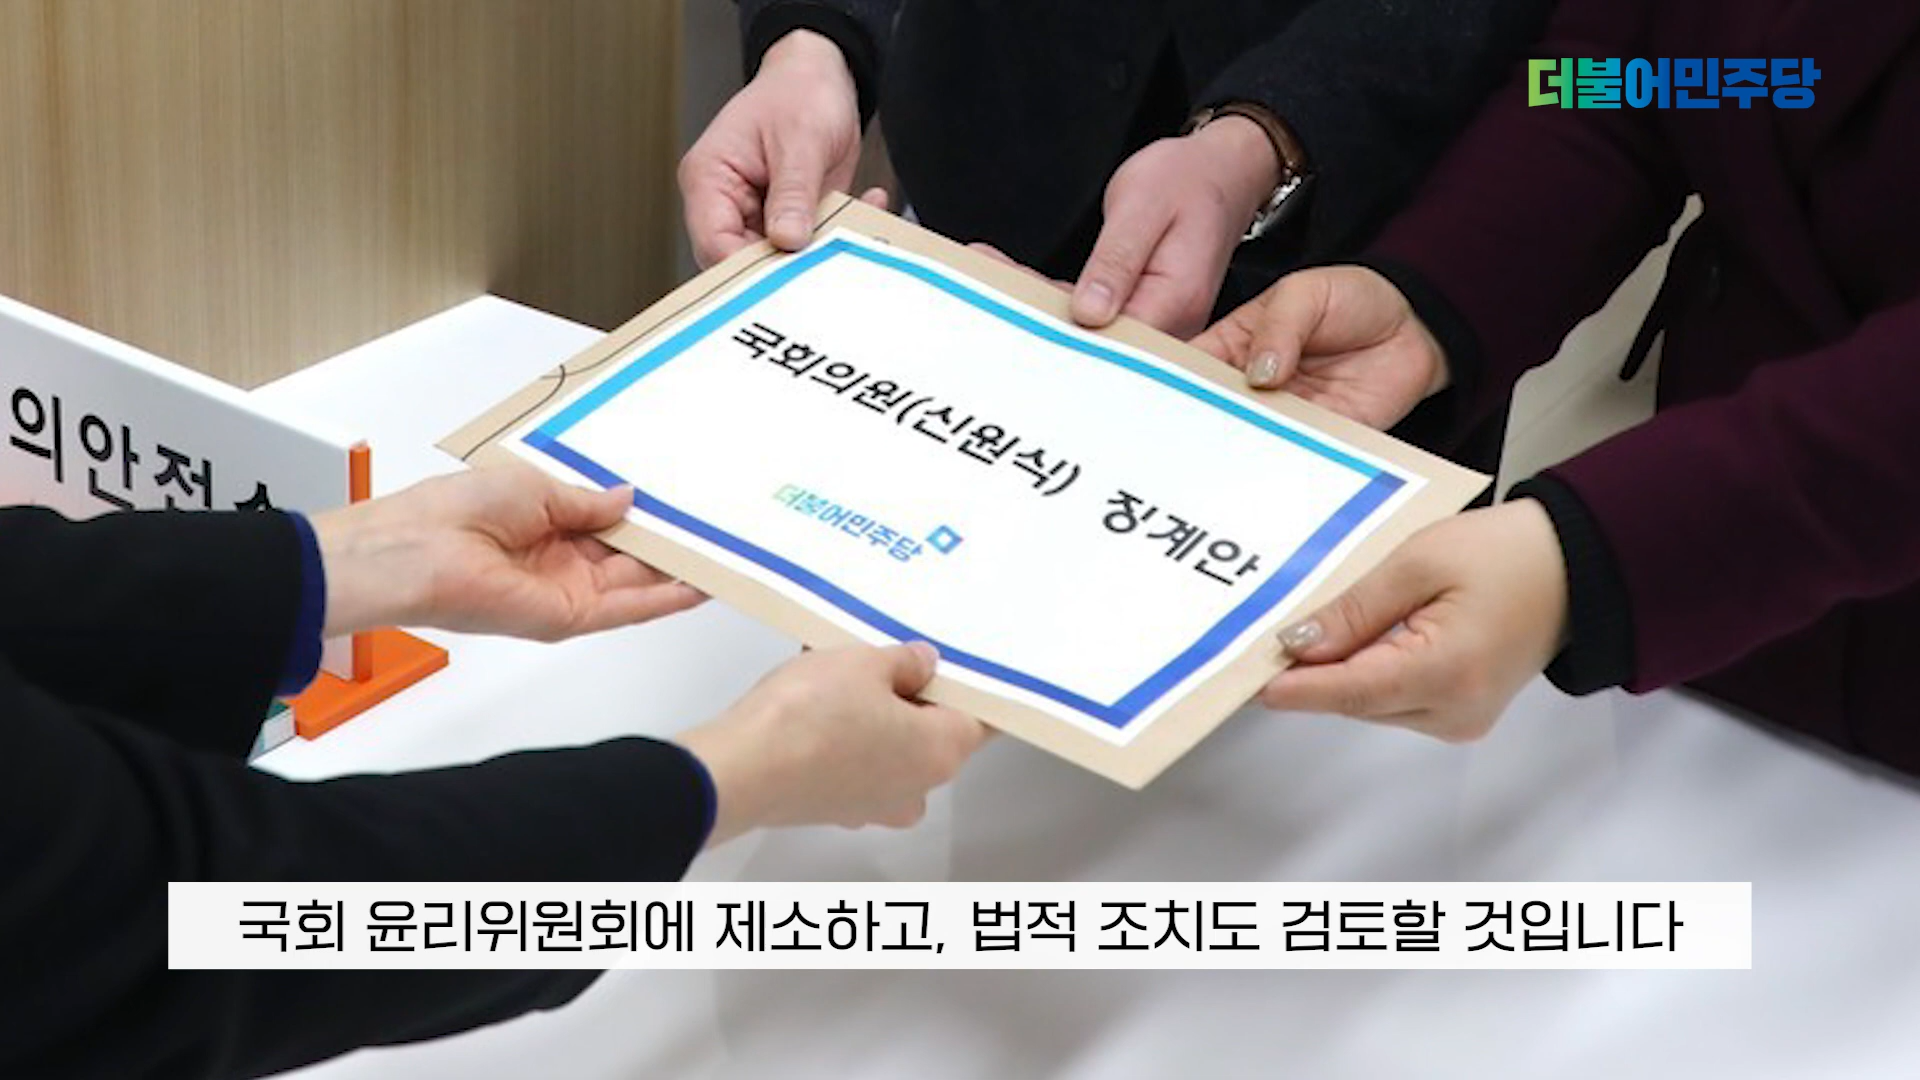 더불어민주당
국회의원(신원식) 징계안
더불어민주당
의안접수
국회 윤리위원회에 제소하고, 법적 조치도 검토할 것입니다